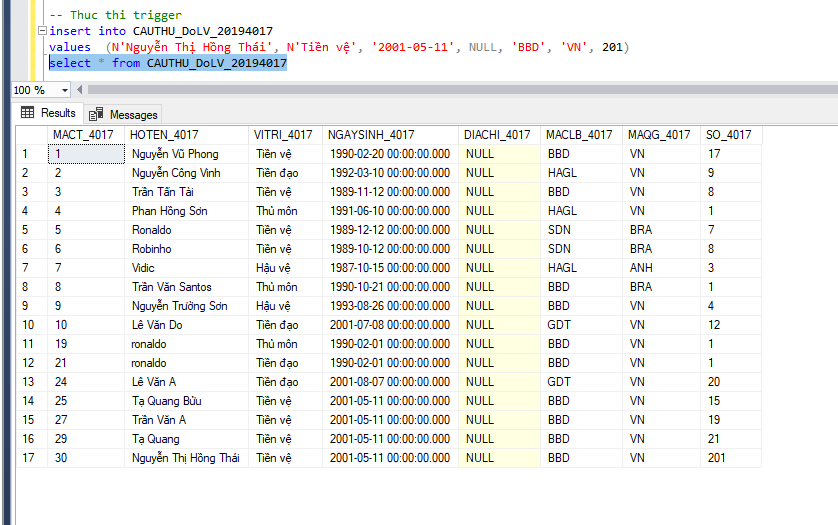 -- Thuc thi trigger
insert into CAUTHU_DoLV_20194017
values (N'Nguyễn Thị Hồng Thái', N'Tiền vệ', '2001-05-11', NULL, 'BBD', 'VN', 201)
select * from CAUTHU_DoLV_20194017
100 %
Results Messages
MACT_4017 HOTEN_4017 VITRI_4017 NGAYSINH_4017 DIACHI_4017 MACLB_4017 MAQG_4017 SO_4017
1 1 Nguyễn Vũ Phong Tiền vệ 1990-02-20 00:00:00.000 NULL BBD VN 17
2 2 Nguyễn Công Vinh Tiền đạo 1992-03-10 00:00:00.000 NULL HAGL VN 9
3 3 Trần Tấn Tài Tiền vệ 1989-11-12 00:00:00.000 NULL BBD VN 8
4 4 Phan Hồng Sơn Thủ môn 1991-06-10 00:00:00.000 NULL HAGL VN 1
5 5 Ronaldo Tiền vệ 1989-12-12 00:00:00.000 NULL SDN BRA 7
6 6 Robinho Tiền vệ 1989-10-12 00:00:00.000 NULL SDN BRA 8
7 7 Vidic Hậu vệ 1987-10-15 00:00:00.000 NULL HAGL ANH 3
8 8 Trần Văn Santos Thủ môn 1990-10-21 00:00:00.000 NULL BBD BRA 1
9 9 Nguyễn Trường Sơn Hậu vệ 1993-08-26 00:00:00.000 NULL BBD VN 4
10 10 Lê Văn Do Tiền đạo 2001-07-08 00:00:00.000 NULL GDT VN 12
11 19 ronaldo Thủ môn 1990-02-01 00:00:00.000 NULL BBD VN 1
12 21 ronaldo Tiền đạo 1990-02-01 00:00:00.000 NULL BBD VN 1
13 24 Lê Văn A Tiền đạo 2001-08-07 00:00:00.000 NULL GDT VN 20
14 25 Tạ Quang Bửu Tiền vệ 2001-05-11 00:00:00.000 NULL BBD VN 15
15 27 Trần Văn A Tiền vệ 2001-05-11 00:00:00.000 NULL BBD VN 19
16 29 Tạ Quang Tiền vệ 2001-05-11 00:00:00.000 NULL BBD VN 21
17 30 Nguyễn Thị Hồng Thái Tiền vệ 2001-05-11 00:00:00.000 NULL BBD VN 201